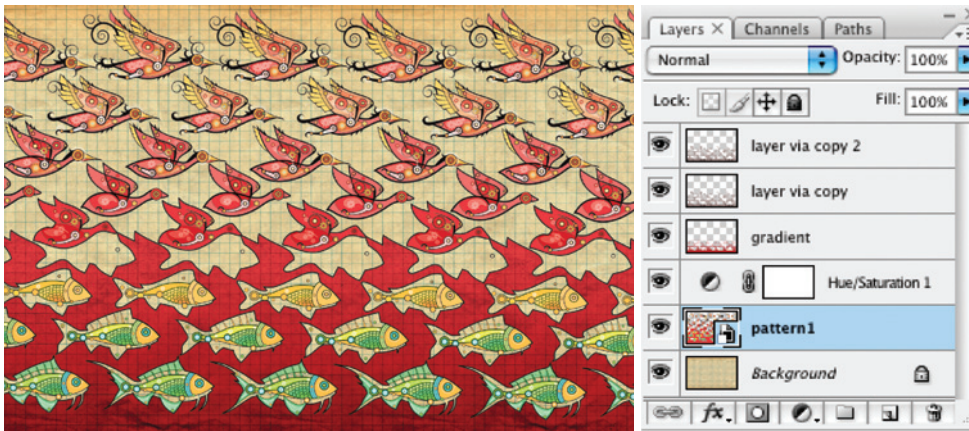 Layers × Channels Paths
Normal Opacity: 100%
Lock: Fill: 100%
layer via copy 2
layer via copy
gradient
Hue/Saturation 1
pattern1
Background
fx.